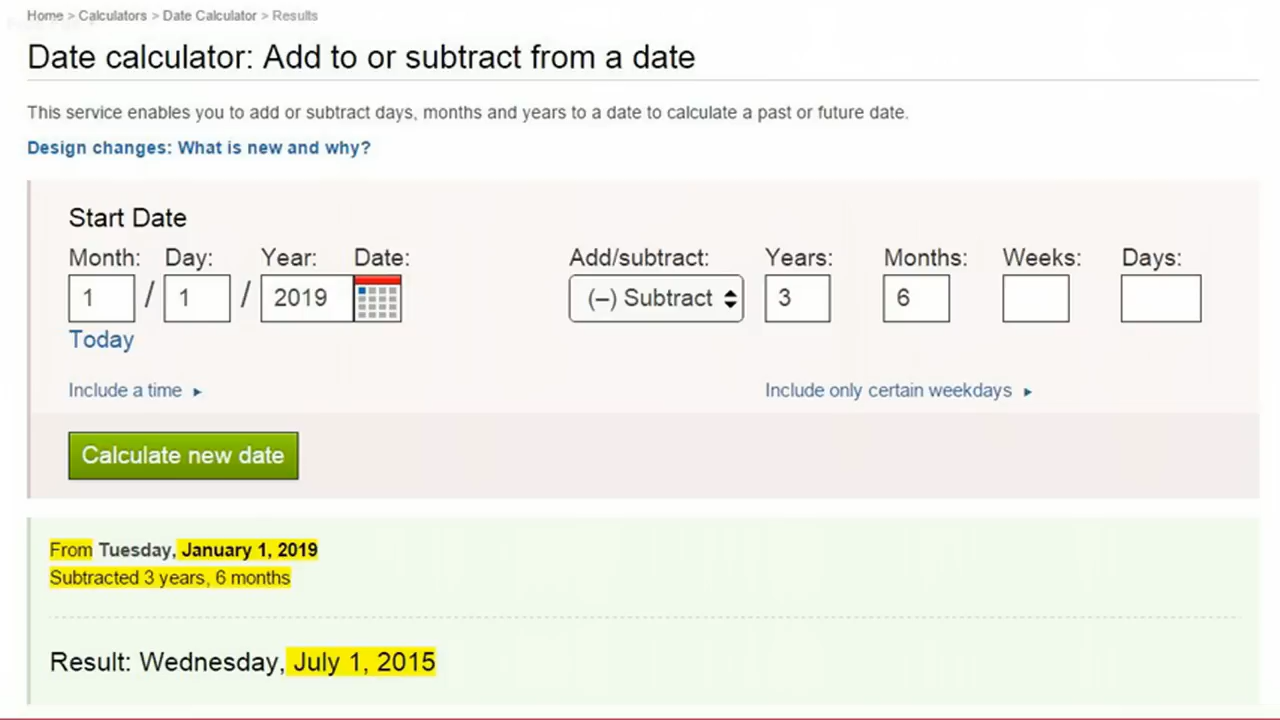 Home > Calculators > Date Calculator > Results
Date calculator: Add to or subtract from a date
This service enables you to add or subtract days, months and years to a date to calculate a past or future date.
Design changes: What is new and why?
Start Date
Month: Day: Year: Date: Add/subtract: Years: Months: Weeks: Days:
1 / 1 / 2019 (–) Subtract 3 6
Today
Include a time ► Include only certain weekdays ►
Calculate new date
From Tuesday, January 1, 2019
Subtracted 3 years, 6 months
Result: Wednesday, July 1, 2015